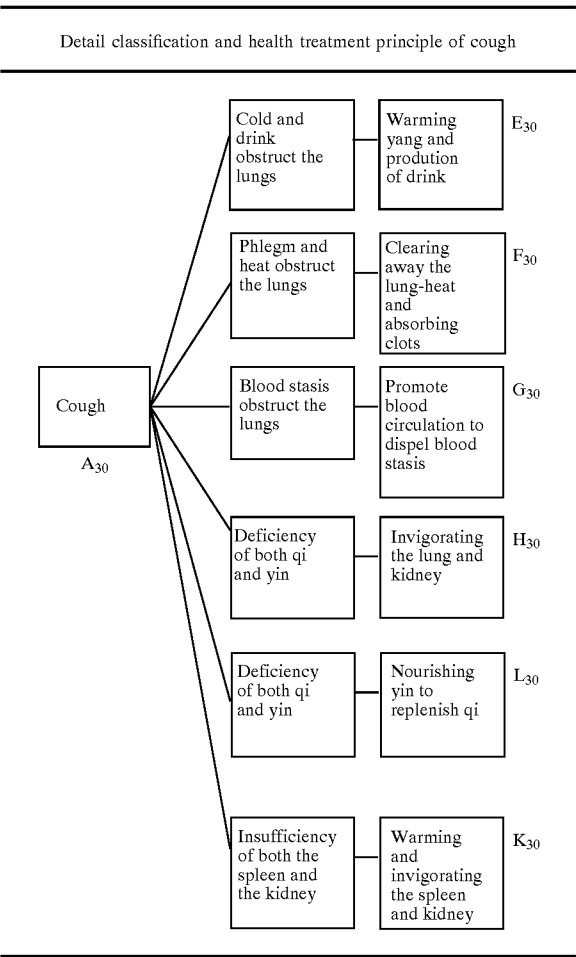 Detail classification and health treatment principle of cough
Cold and
drink
obstruct the
lungs
Warming
yang and
prodution
of drink
E30
Phlegm and
heat obstruct
the lungs
Clearing
away the
lung-heat
and
absorbing
clots
F30
Cough
A30
Blood stasis
obstruct the
lungs
Promote
blood
circulation to
dispel blood
stasis
G30
Deficiency
of both qi
and yin
Invigorating
the lung and
kidney
H30
Deficiency
of both qi
and yin
Nourishing
yin to
replenish qi
L30
Insufficiency
of both the
spleen and
the kidney
Warming
and
invigorating
the spleen
and kidney
K30